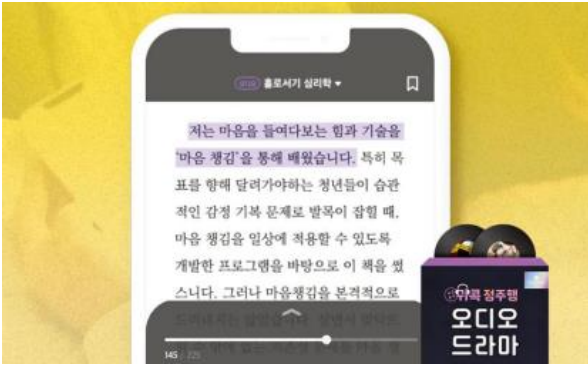 홀로서기 심리학
저는 마음을 들여다보는 힘과 기술을
'마음 챙김'을 통해 배웠습니다. 특히 목
표를 향해 달려가야하는 청년들이 습관
적인 감정 기복 문제로 발목이 잡힐 때,
마음 챙김을 일상에 적용할 수 있도록
개발한 프로그램을 바탕으로 이 책을 썼
스니다. 그러나 마음챙김을 본격적으로
145 / 225
정주행
오디오
드라마